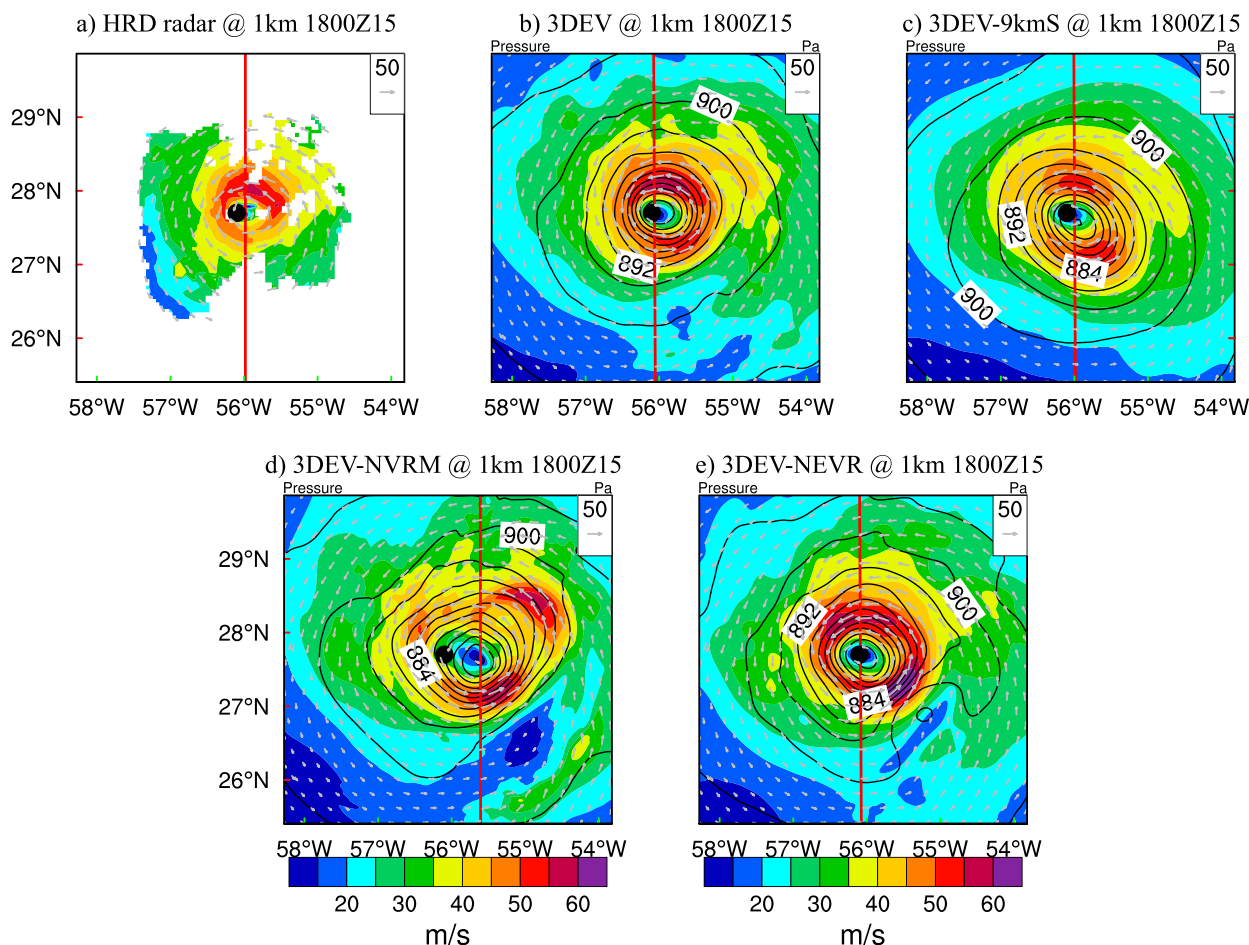 a) HRD radar @ 1km 1800Z15
b) 3DEV @ 1km 1800Z15
c) 3DEV-9kmS @ 1km 1800Z15
Pressure Pa
Pressure Pa
50
50
50
900
900
892
892
884
900
29°N
28°N
27°N
26°N
58°W 57°W 56°W 55°W 54°W
58°W 57°W 56°W 55°W 54°W
58°W 57°W 56°W 55°W 54°W
d) 3DEV-NVRM @ 1km 1800Z15
e) 3DEV-NEVR @ 1km 1800Z15
Pressure Pa
Pressure Pa
50
50
900
884
892
900
884
29°N
28°N
27°N
26°N
58°W 57°W 56°W 55°W 54°W
58°W 57°W 56°W 55°W 54°W
20 30 40 50 60
20 30 40 50 60
m/s
m/s